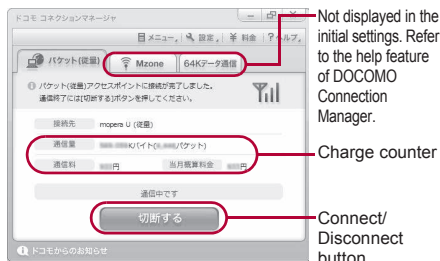 ドコモ コネクションマネージャ
メニュー, 設定, ¥ 料金 ? ヘルプ,
パケット(従量) Mzone 64Kデータ通信
パケット(従量)アクセスポイントに接続が完了しました。
通信終了には[切断する]ボタンを押してください。
接続先 mopera U (従量)
通信量 Kバイト( パケット)
通信料 円 当月概算料金 円
通信中です
切断する
ドコモからのお知らせ
Not displayed in the
initial settings. Refer
to the help feature
of DOCOMO
Connection
Manager.
Charge counter
Connect/
Disconnect
button